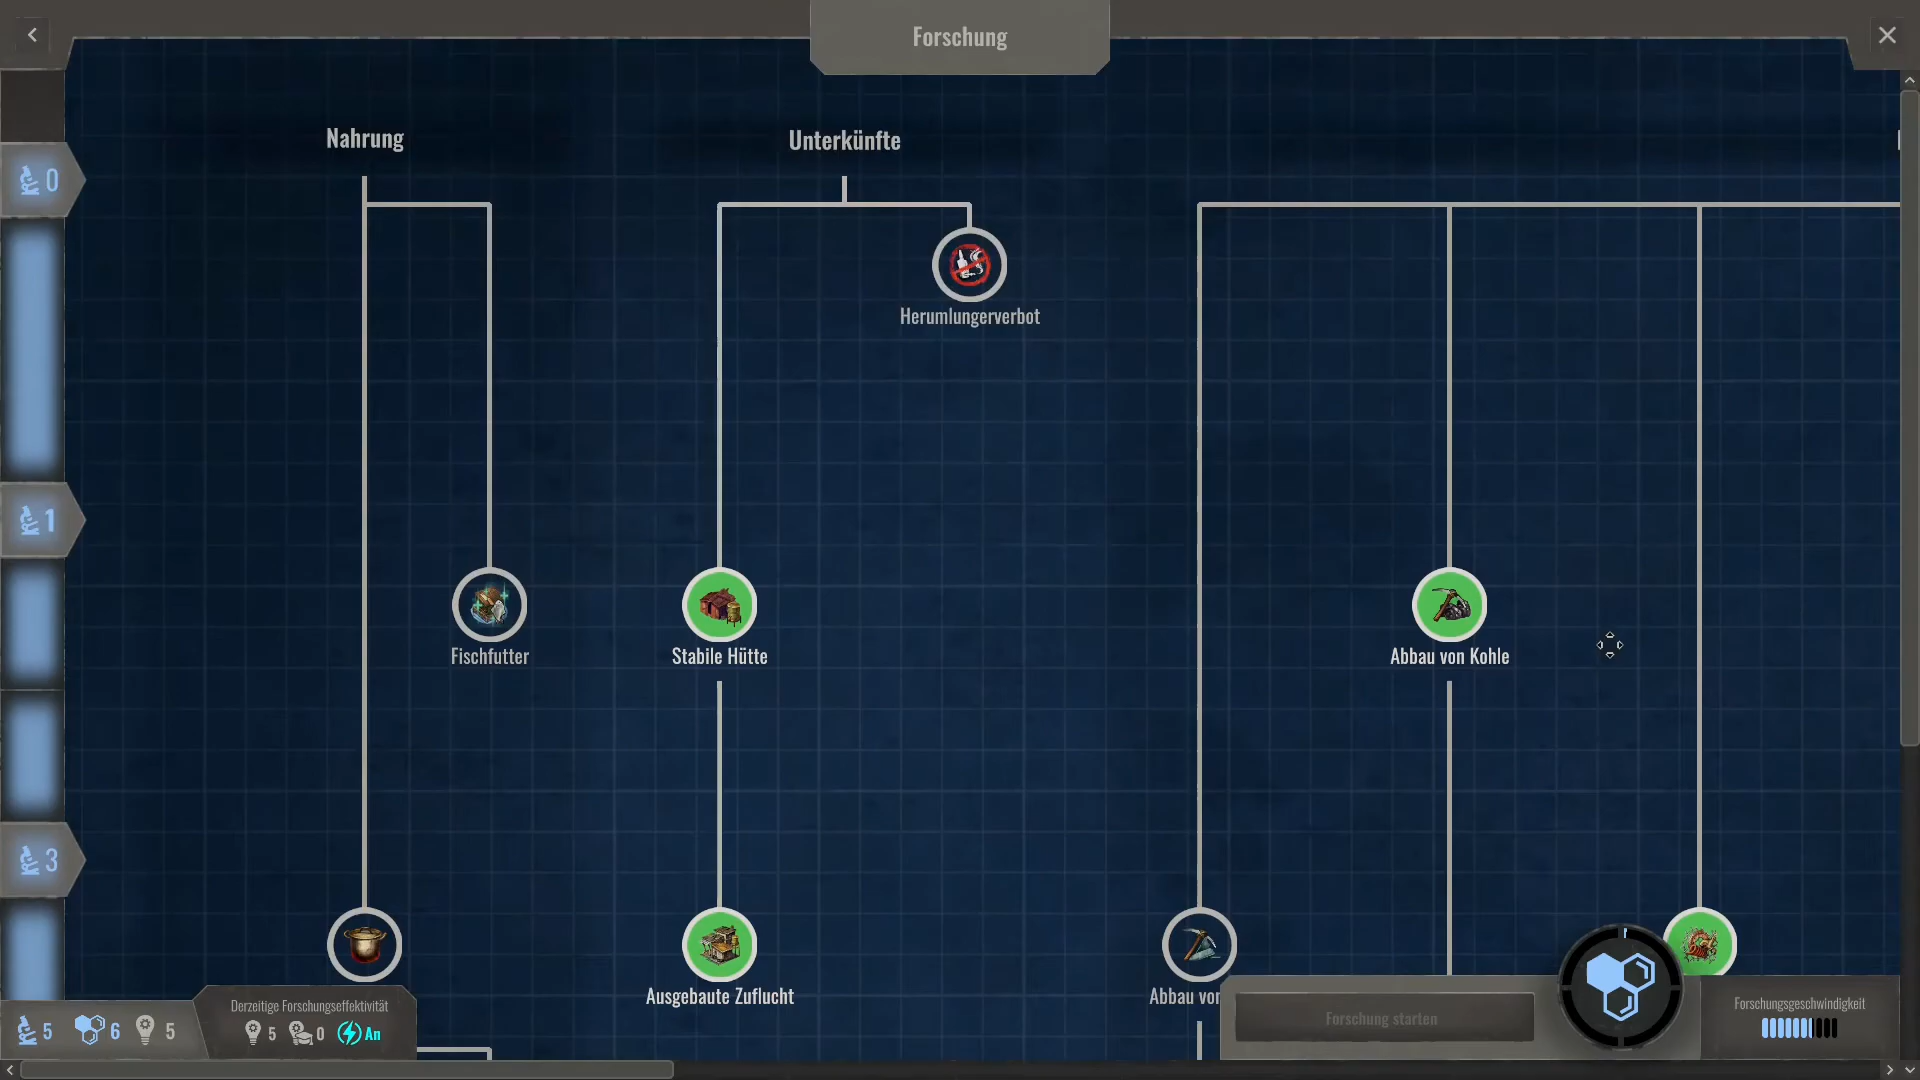 Forschung
Nahrung
Unterkünfte
0
Herumlungerverbot
1
Fischfutter
Stabile Hütte
Abbau von Kohle
3
Ausgebaute Zuflucht
Abbau vor
Derzeitige Forschungseffektivität
5 0 An
5 6 5
Forschung starten
Forschungsgeschwindigkeit